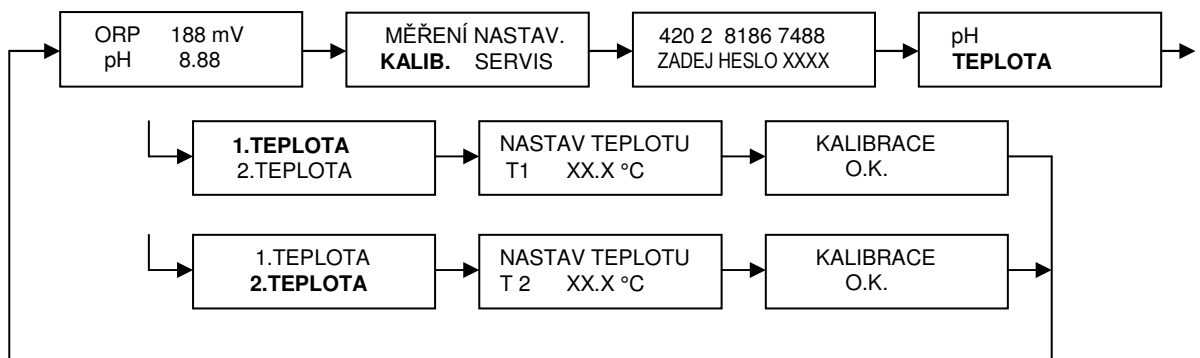 ORP 188 mV
pH 8.88
MĚŘENÍ NASTAV.
KALIB. SERVIS
420 2 8186 7488
ZADEJ HESLO XXXX
pH
TEPLOTA
1.TEPLOTA
2.TEPLOTA
NASTAV TEPLOTU
T1 XX.X °C
KALIBRACE
O.K.
1.TEPLOTA
2.TEPLOTA
NASTAV TEPLOTU
T 2 XX.X °C
KALIBRACE
O.K.